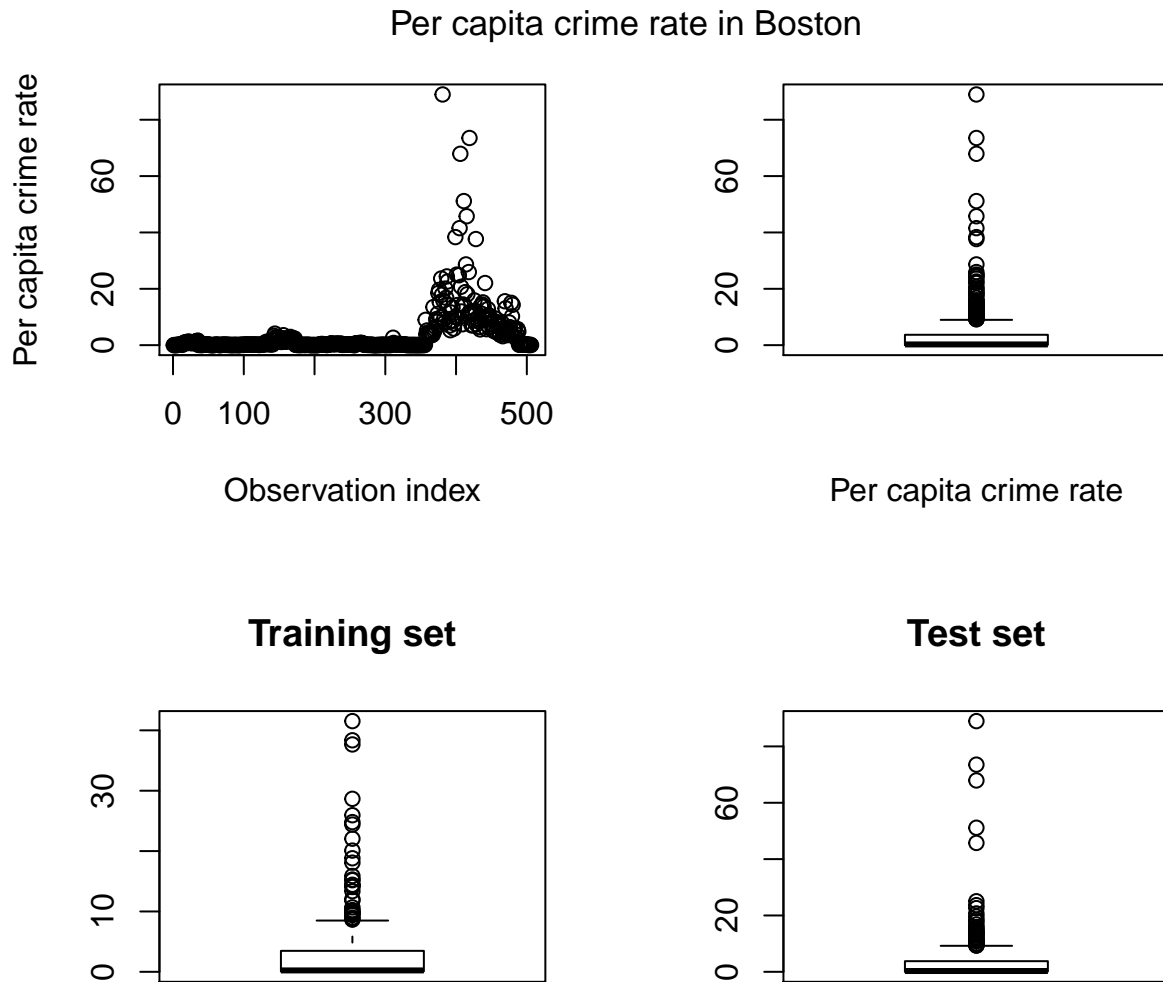 Per capita crime rate in Boston
Per capita crime rate
0 20 60
0 100 300 500
Observation index
0 20 60
Per capita crime rate
Training set
0 10 30
Test set
0 20 60